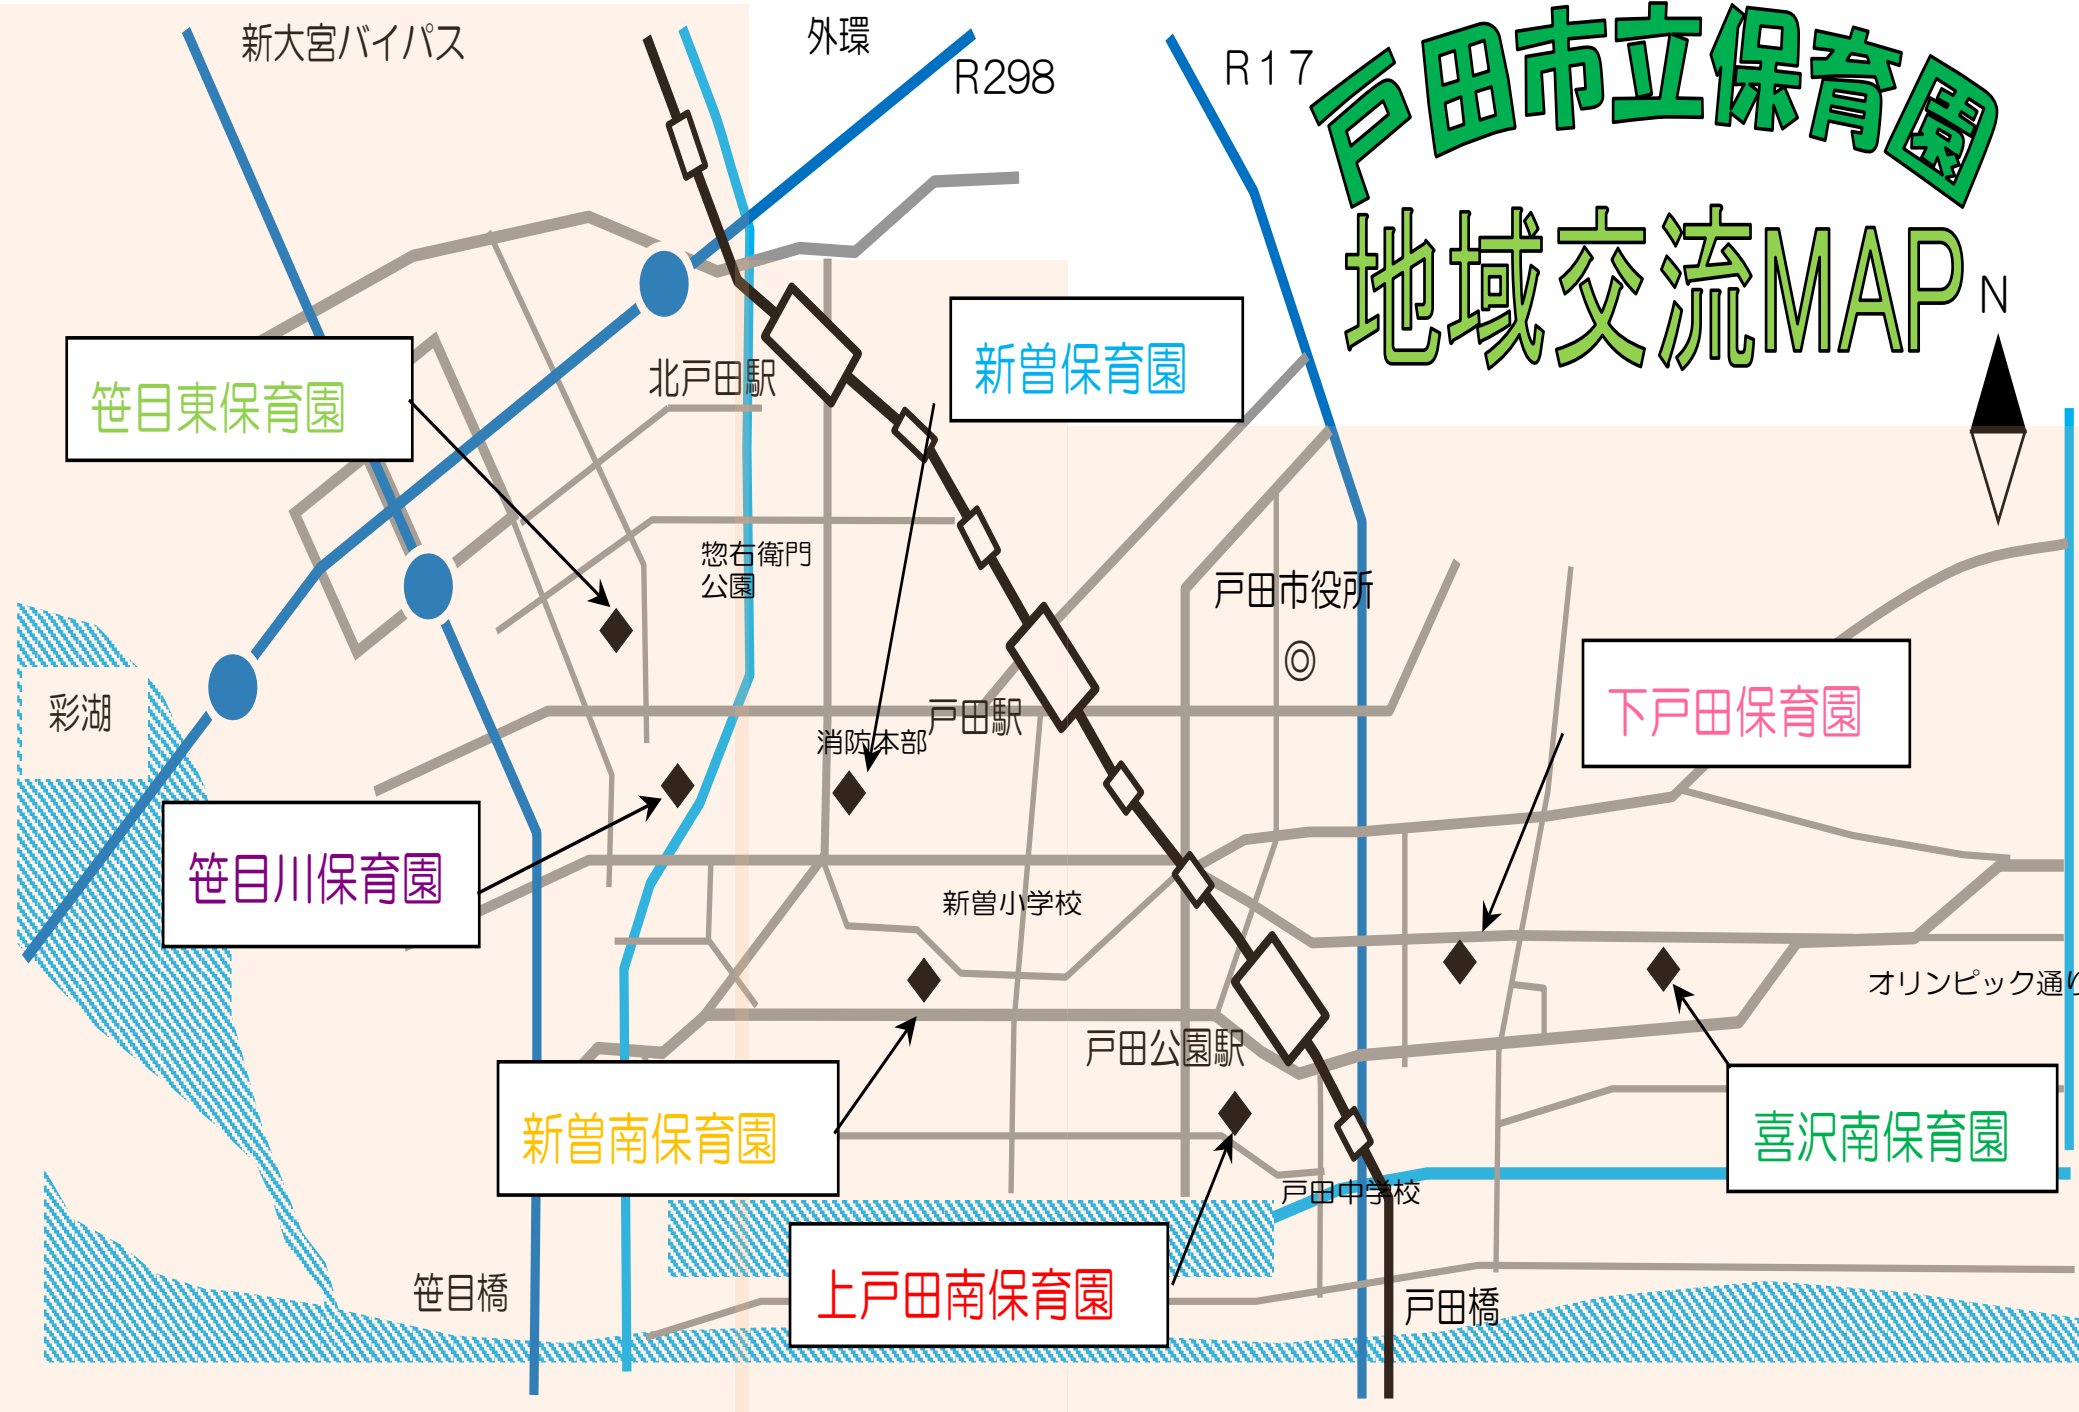 新大宮バイパス
外環
R298
R17
戸田市立保育園
地域交流MAP
N
笹目東保育園
北戸田駅
新曽保育園
惣右衛門
公園
戸田市役所
彩湖
戸田駅
消防本部
下戸田保育園
笹目川保育園
新曽小学校
オリンピック通り
戸田公園駅
新曽南保育園
喜沢南保育園
戸田中学校
上戸田南保育園
笹目橋
戸田橋